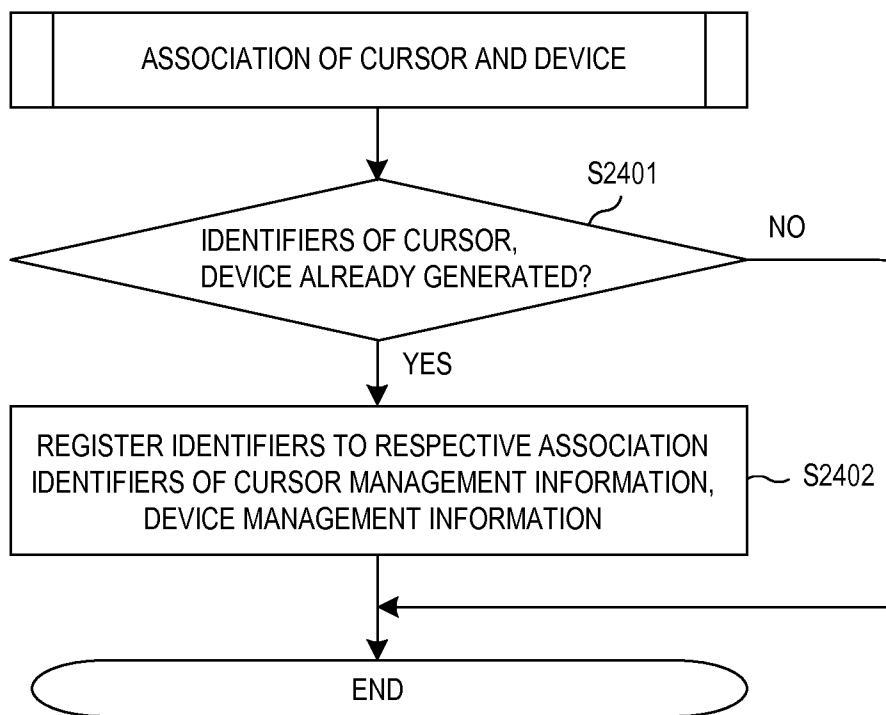 ASSOCIATION OF CURSOR AND DEVICE
S2401
IDENTIFIERS OF CURSOR,
DEVICE ALREADY GENERATED?
NO
YES
REGISTER IDENTIFIERS TO RESPECTIVE ASSOCIATION
IDENTIFIERS OF CURSOR MANAGEMENT INFORMATION,
DEVICE MANAGEMENT INFORMATION
S2402
END